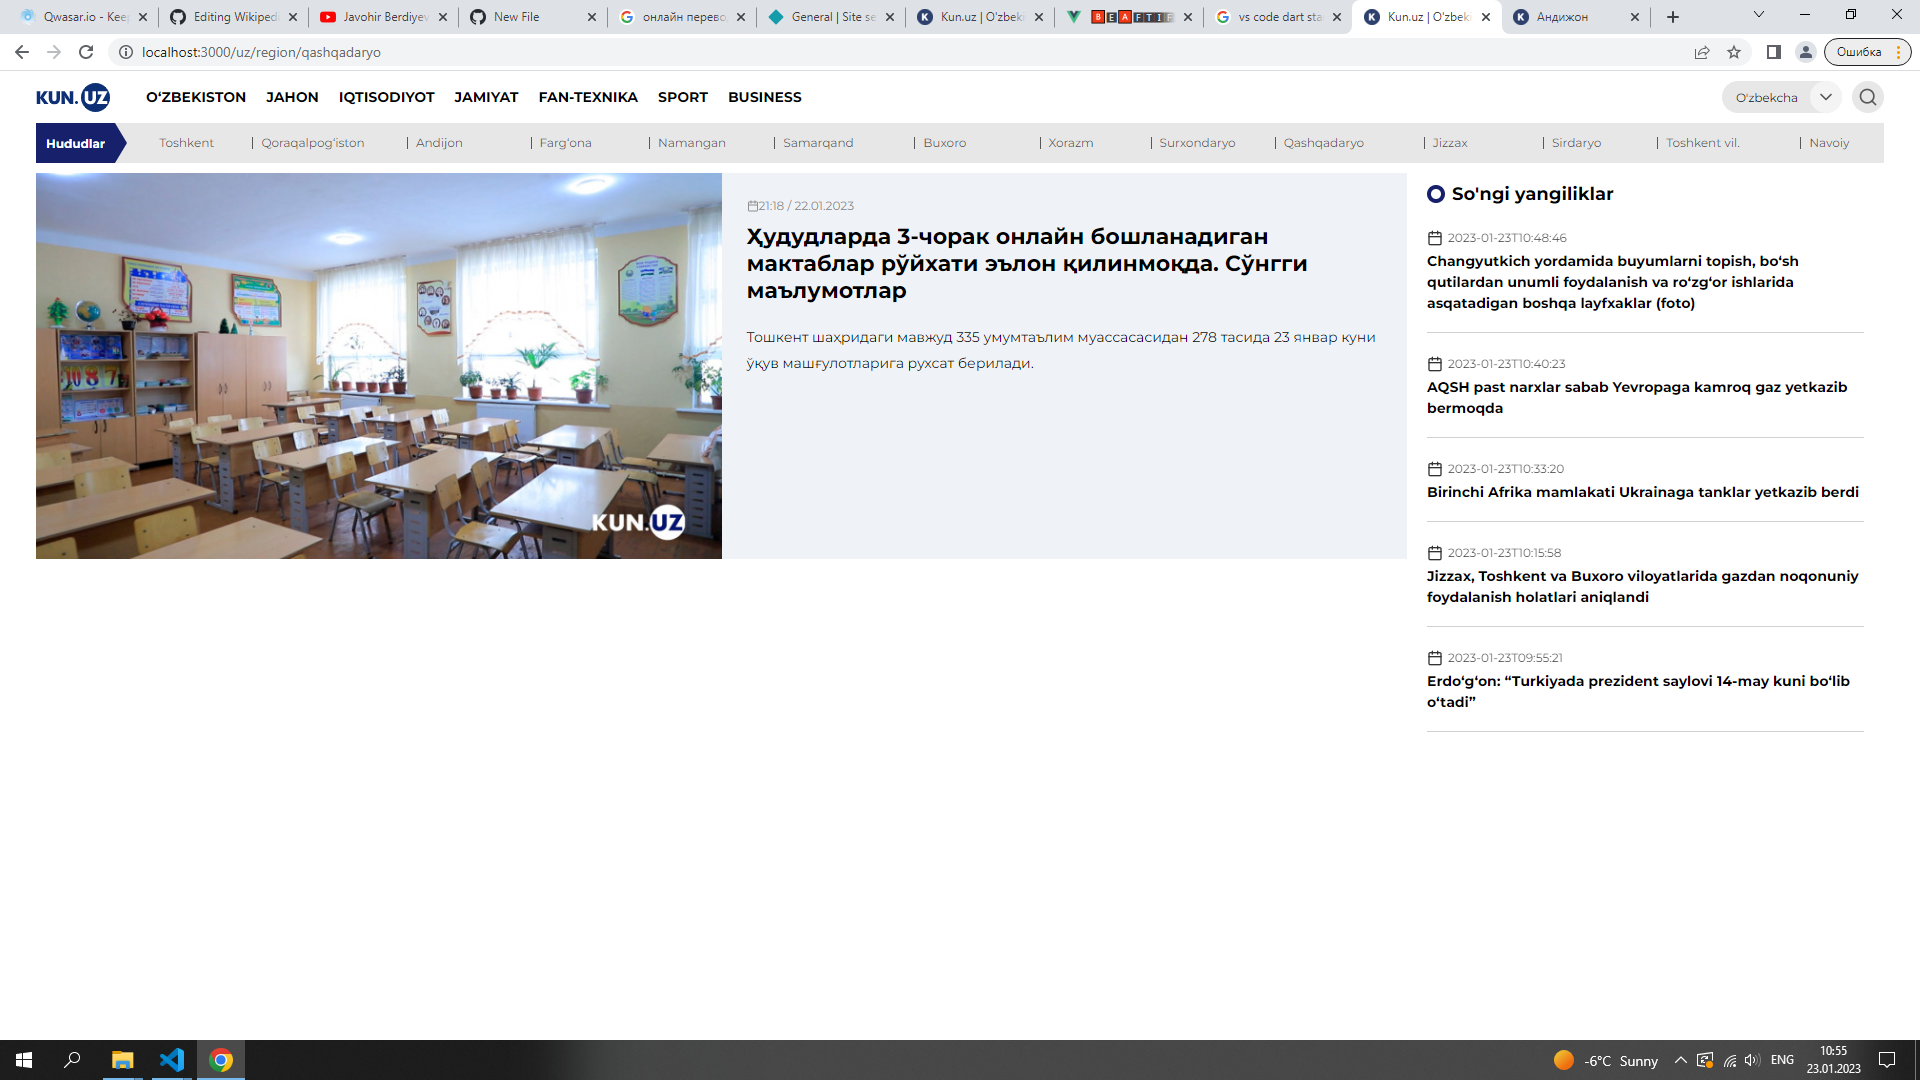 Qwasar.io - Keep
Editing Wikiped
Javohir Berdiyev
New File
онлайн перево
General | Site se
Kun.uz | O'zbeki
vs code dart sta
Kun.uz | O'zbeki
Андижон
localhost:3000/uz/region/qashqadaryo
Ошибка
KUN.UZ
O‘ZBEKISTON JAHON IQTISODIYOT JAMIYAT FAN-TEXNIKA SPORT BUSINESS
O'zbekcha
Hududlar
Toshkent | Qoraqalpog‘iston | Andijon | Farg‘ona | Namangan | Samarqand | Buxoro | Xorazm | Surxondaryo | Qashqadaryo | Jizzax | Sirdaryo | Toshkent vil. | Navoiy
KUN.UZ
21:18 / 22.01.2023
Ҳудудларда 3-чорак онлайн бошланадиган
мактаблар рўйхати эълон қилинмоқда. Сўнгги
маълумотлар
Тошкент шаҳридаги мавжуд 335 умумтаълим муассасасидан 278 тасида 23 январ куни
ўқув машғулотларига рухсат берилади.
So'ngi yangiliklar
2023-01-23T10:48:46
Changyutkich yordamida buyumlarni topish, bo‘sh
qutilardan unumli foydalanish va ro‘zg‘or ishlarida
asqatadigan boshqa layfxaklar (foto)
2023-01-23T10:40:23
AQSH past narxlar sabab Yevropaga kamroq gaz yetkazib
bermoqda
2023-01-23T10:33:20
Birinchi Afrika mamlakati Ukrainaga tanklar yetkazib berdi
2023-01-23T10:15:58
Jizzax, Toshkent va Buxoro viloyatlarida gazdan noqonuniy
foydalanish holatlari aniqlandi
2023-01-23T09:55:21
Erdo‘g‘on: “Turkiyada prezident saylovi 14-may kuni bo‘lib
o‘tadi”
-6°C Sunny
ENG
10:55
23.01.2023